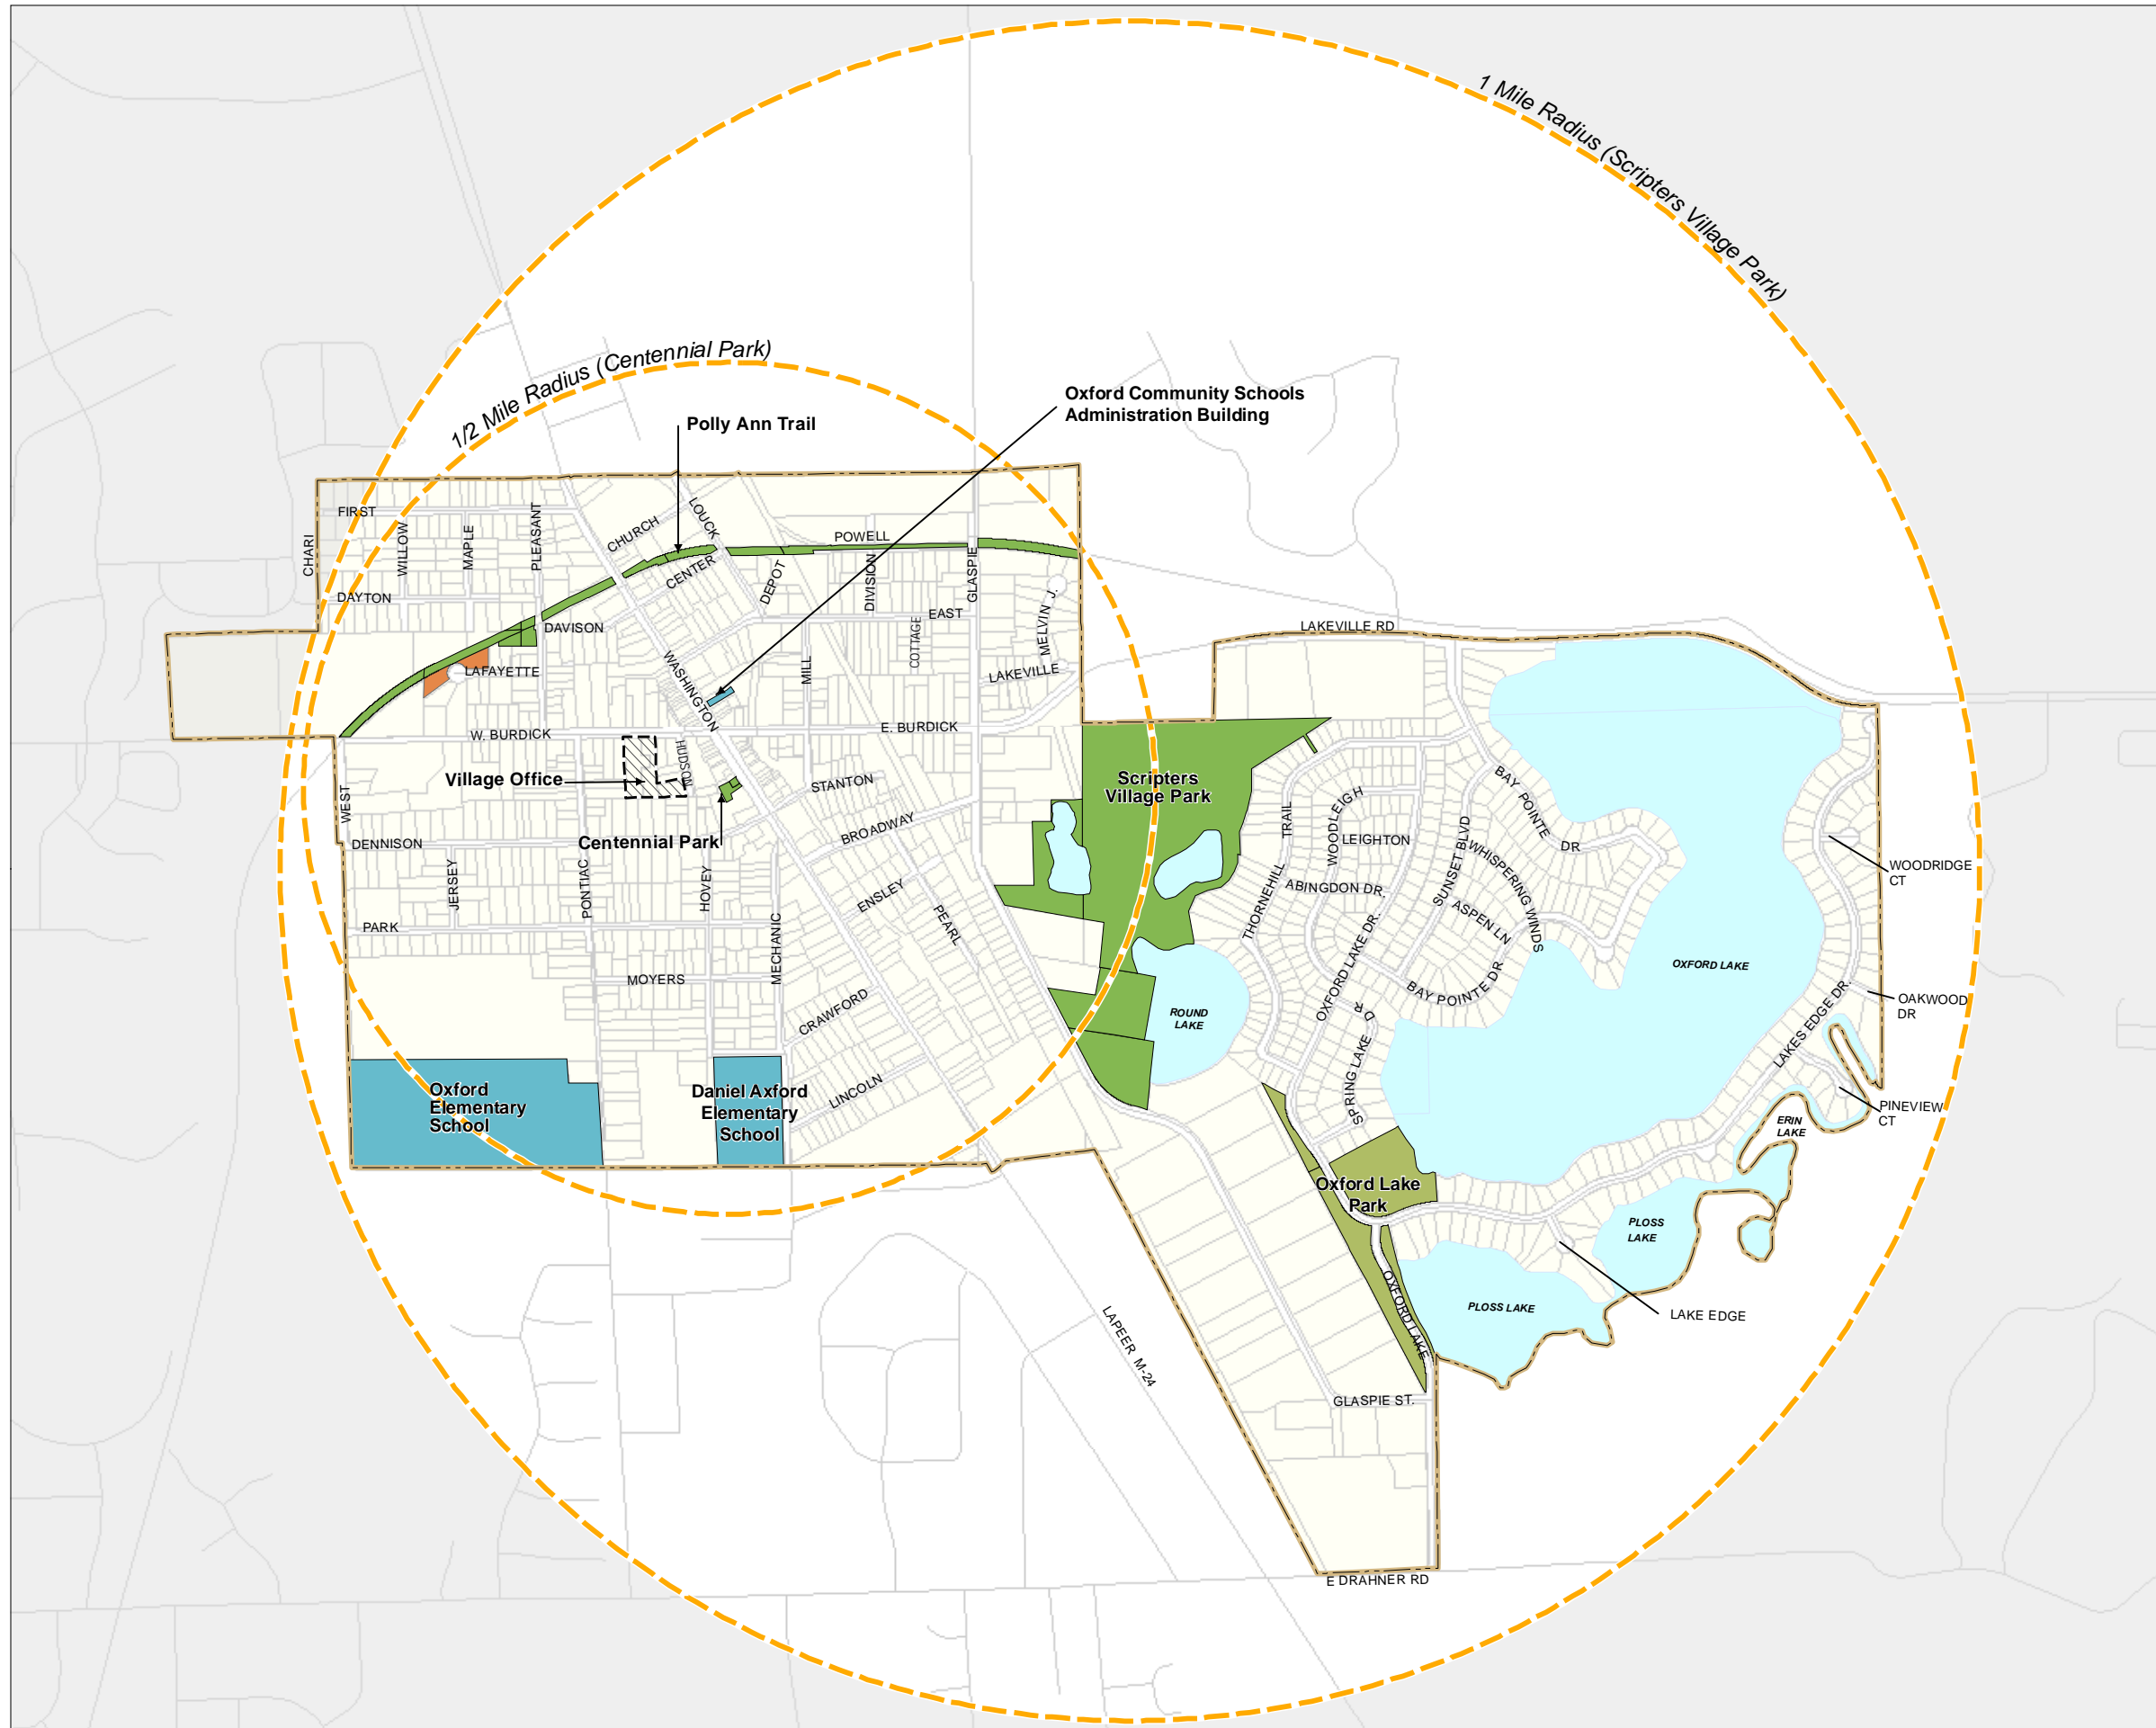 1 Mile Radius (Scripters Village Park)
1/2 Mile Radius (Centennial Park)
Oxford Community Schools
Administration Building
Polly Ann Trail
FIRST
CHARI
WILLOW
MAPLE
PLEASANT
CHURCH
LOUCK
POWELL
CENTER
DEPOT
DIVISION
GLASPIE
DAYTON
DAVISON
EAST
COTTAGE
MELVIN J.
LAKEVILLE RD
LAFAYETTE
WASHINGTON
MILL
LAKEVILLE
W. BURDICK
E. BURDICK
HUDSON
Village Office
STANTON
Scripters
Village Park
BAY POINTE
DR
WEST
DENNISON
Centennial Park
BROADWAY
TRAIL
WOODLEIGH
LEIGHTON
SUNSET BLVD
WHISPERING WINDS
WOODRIDGE
CT
JERSEY
PONTIAC
HOVEY
ENSLEY
THORNEHILL
ABINGDON DR.
ASPEN LN
PARK
MECHANIC
PEARL
OXFORD LAKE DR.
BAY POINTE DR
OXFORD LAKE
MOYERS
CRAWFORD
ROUND
LAKE
OAKWOOD
DR
LAKES EDGE DR.
SPRING LAKE
DR
Oxford
Elementary
School
Daniel Axford
Elementary
School
LINCOLN
PINEVIEW
CT
ERIN
LAKE
Oxford Lake
Park
PLOSS
LAKE
OXFORD LAKE
PLOSS LAKE
LAKE EDGE
LAPEER M-24
GLASPIE ST.
E DRAHNER RD